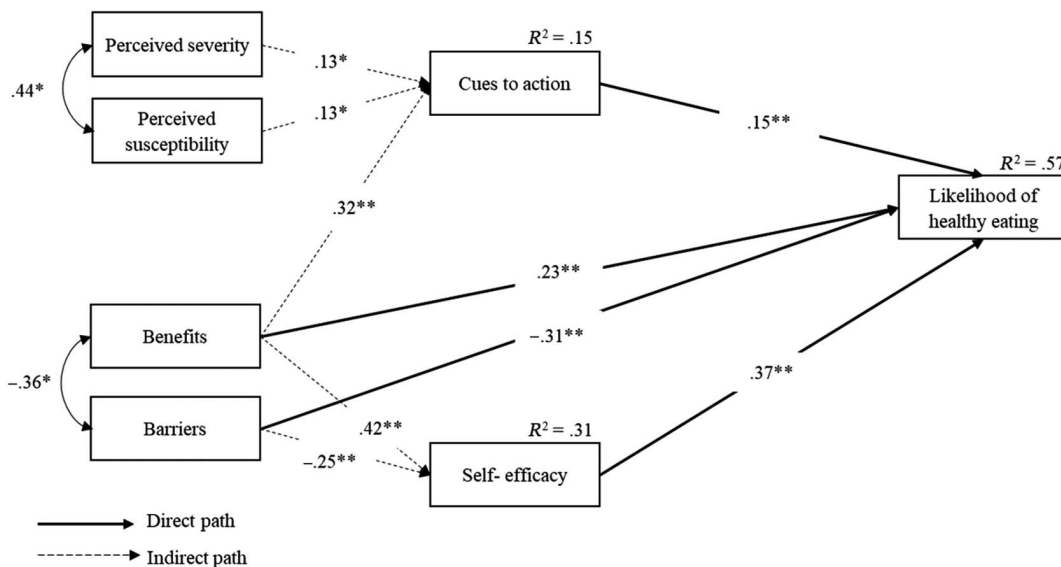 R² = .15
Perceived severity
.13*
Cues to action
.44*
.13*
Perceived
susceptibility
.15**
R² = .57
Likelihood of
healthy eating
.32**
.23**
Benefits
–.31**
–.36*
.37**
Barriers
.42**
R² = .31
–.25**
Self- efficacy
Direct path
Indirect path